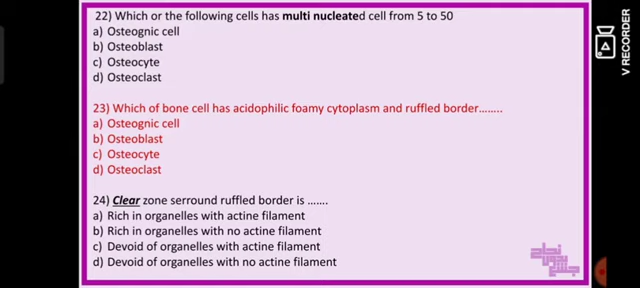 22) Which or the following cells has multi nucleated cell from 5 to 50
a) Osteognic cell
b) Osteoblast
c) Osteocyte
d) Osteoclast
23) Which of bone cell has acidophilic foamy cytoplasm and ruffled border........
a) Osteognic cell
b) Osteoblast
c) Osteocyte
d) Osteoclast
24) Clear zone serround ruffled border is .......
a) Rich in organelles with actine filament
b) Rich in organelles with no actine filament
c) Devoid of organelles with actine filament
d) Devoid of organelles with no actine filament
V RECORDER